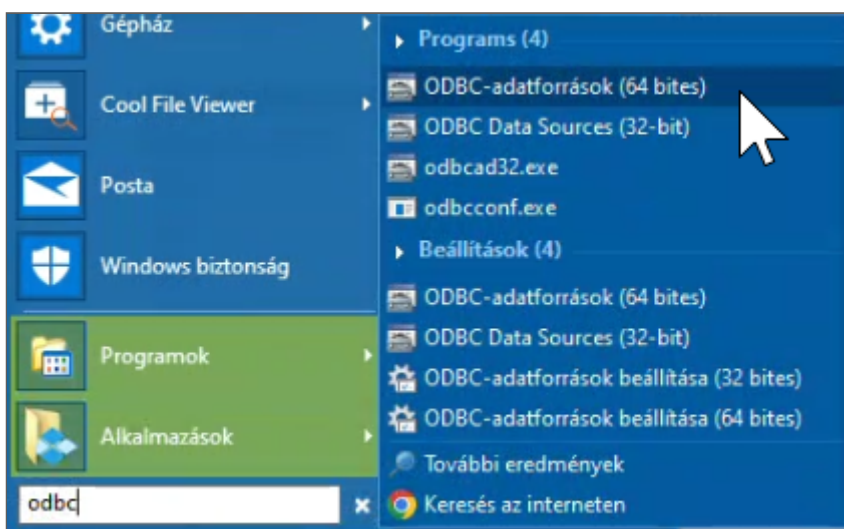 Gépház
Cool File Viewer
Posta
Windows biztonság
Programok
Alkalmazások
odbc
Programs (4)
ODBC-adatforrások (64 bites)
ODBC Data Sources (32-bit)
odbcad32.exe
odbcconf.exe
Beállítások (4)
ODBC-adatforrások (64 bites)
ODBC Data Sources (32-bit)
ODBC-adatforrások beállítása (32 bites)
ODBC-adatforrások beállítása (64 bites)
További eredmények
Keresés az interneten